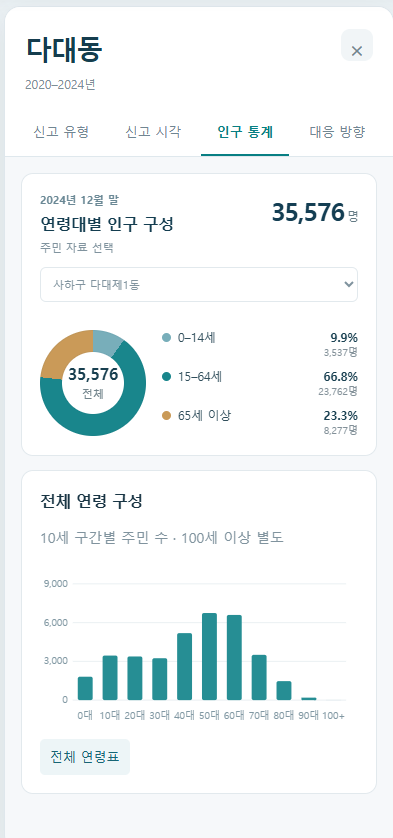 다대동
×
2020–2024년
신고 유형 신고 시각 인구 통계 대응 방향
2024년 12월 말
연령대별 인구 구성
35,576 명
주민 자료 선택
사하구 다대제1동
35,576
전체
0–14세 9.9%
3,537명
15–64세 66.8%
23,762명
65세 이상 23.3%
8,277명
전체 연령 구성
10세 구간별 주민 수 · 100세 이상 별도
9,000
6,000
3,000
0
0대 10대 20대 30대 40대 50대 60대 70대 80대 90대 100+
전체 연령표